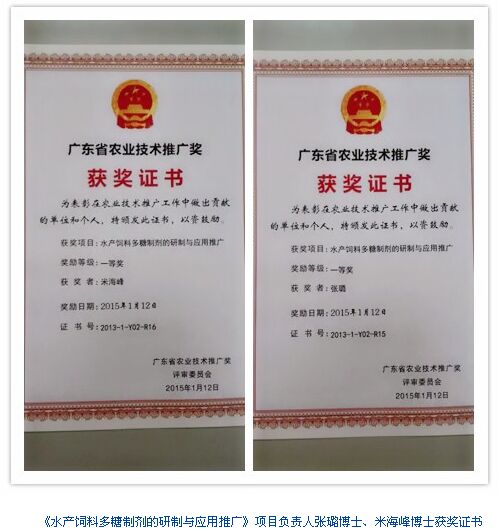 广东省农业技术推广奖
获奖证书
为表彰在农业技术推广工作中做出贡献
的单位和个人，特颁发此证书，以资鼓励。
获奖项目：水产饲料多糖制剂的研制与应用推广
奖励等级：一等奖
获奖者：米海峰
奖励日期：2015年1月12日
证书号：2013-1-Y02-R16
广东省农业技术推广奖
评审委员会
2015年1月12日
广东省农业技术推广奖
获奖证书
为表彰在农业技术推广工作中做出贡献
的单位和个人，特颁发此证书，以资鼓励。
获奖项目：水产饲料多糖制剂的研制与应用推广
奖励等级：一等奖
获奖者：张璐
奖励日期：2015年1月12日
证书号：2013-1-Y02-R15
广东省农业技术推广奖
评审委员会
2015年1月12日
《水产饲料多糖制剂的研制与应用推广》项目负责人张璐博士、米海峰博士获奖证书